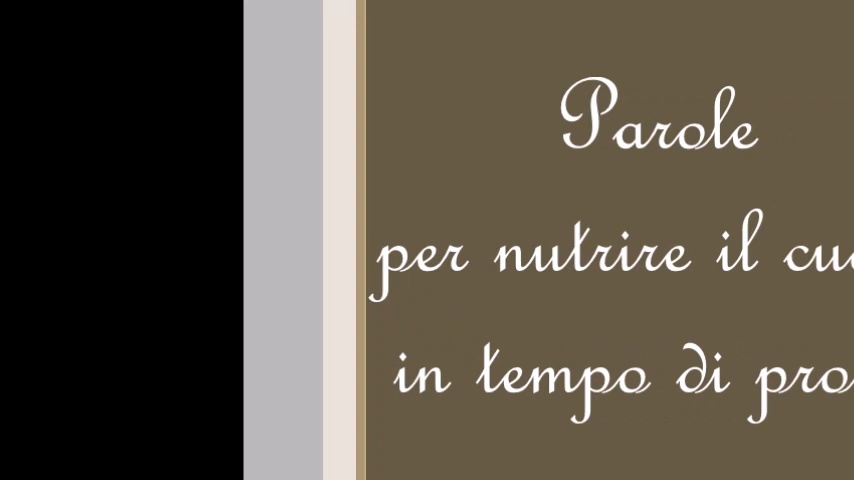 Parole
per nutrire il
in tempo di